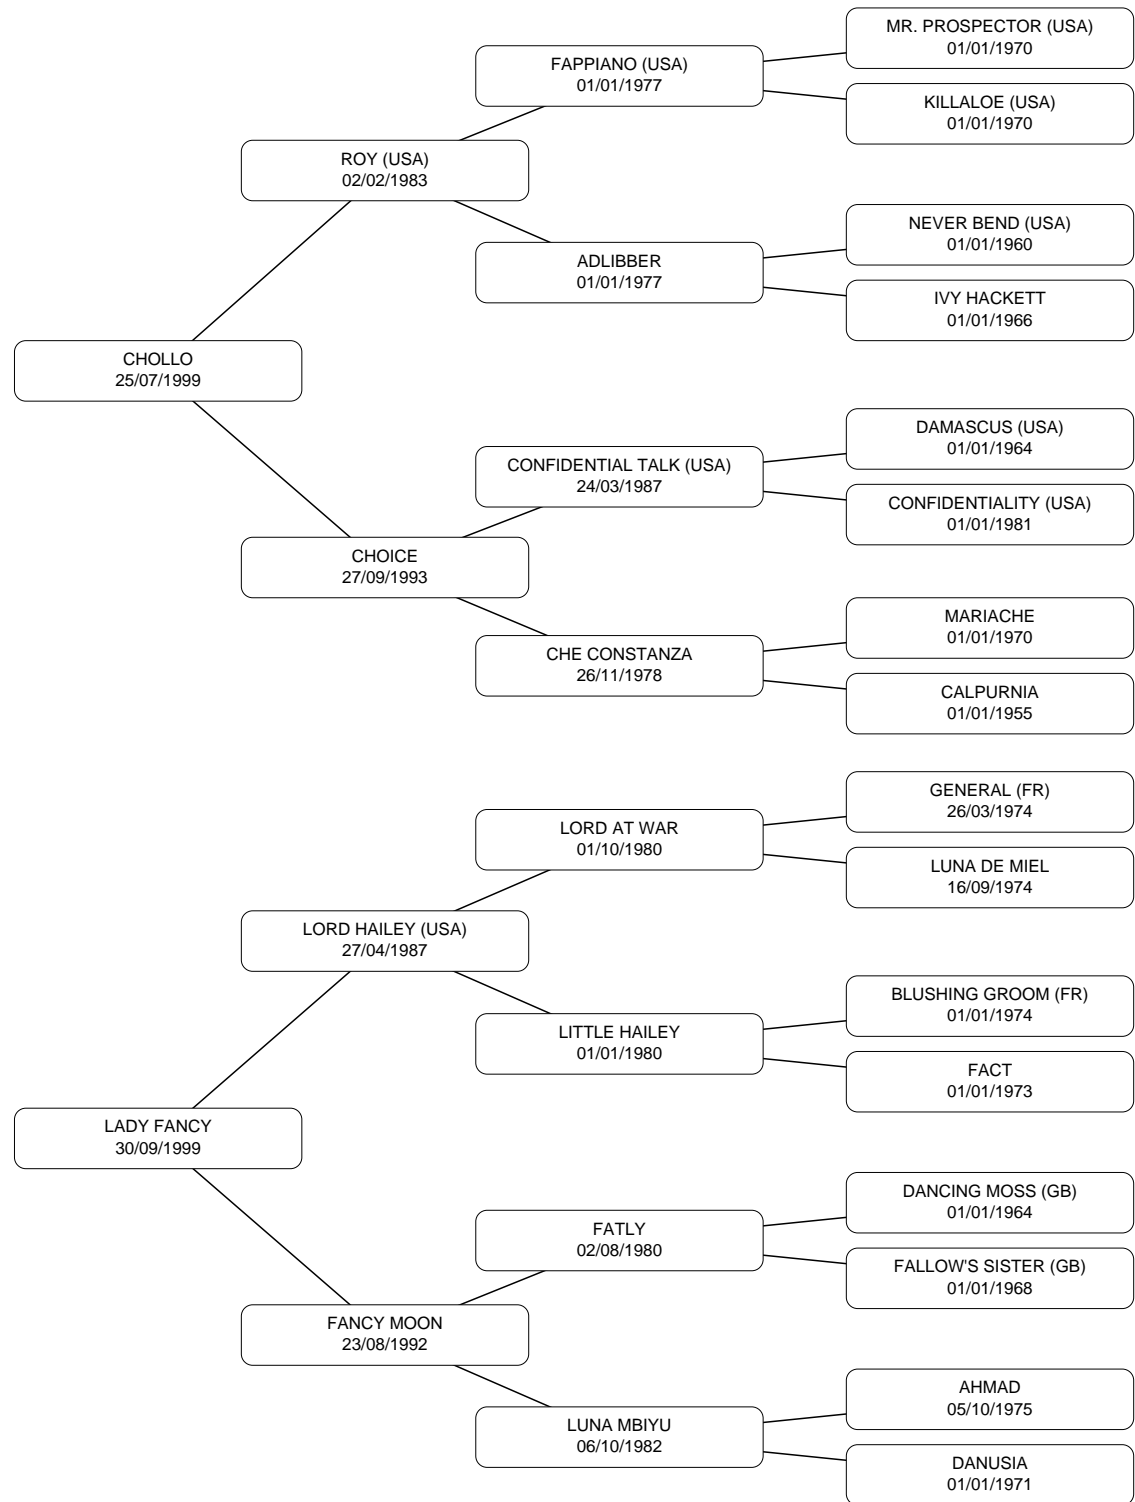 MR. PROSPECTOR (USA)
01/01/1970
FAPPIANO (USA)
01/01/1977
KILLALOE (USA)
01/01/1970
ROY (USA)
02/02/1983
NEVER BEND (USA)
01/01/1960
ADLIBBER
01/01/1977
IVY HACKETT
01/01/1966
CHOLLO
25/07/1999
DAMASCUS (USA)
01/01/1964
CONFIDENTIAL TALK (USA)
24/03/1987
CONFIDENTIALITY (USA)
01/01/1981
CHOICE
27/09/1993
MARIACHE
01/01/1970
CHE CONSTANZA
26/11/1978
CALPURNIA
01/01/1955
GENERAL (FR)
26/03/1974
LORD AT WAR
01/10/1980
LUNA DE MIEL
16/09/1974
LORD HAILEY (USA)
27/04/1987
BLUSHING GROOM (FR)
01/01/1974
LITTLE HAILEY
01/01/1980
FACT
01/01/1973
LADY FANCY
30/09/1999
DANCING MOSS (GB)
01/01/1964
FATLY
02/08/1980
FALLOW'S SISTER (GB)
01/01/1968
FANCY MOON
23/08/1992
AHMAD
05/10/1975
LUNA MBIYU
06/10/1982
DANUSIA
01/01/1971